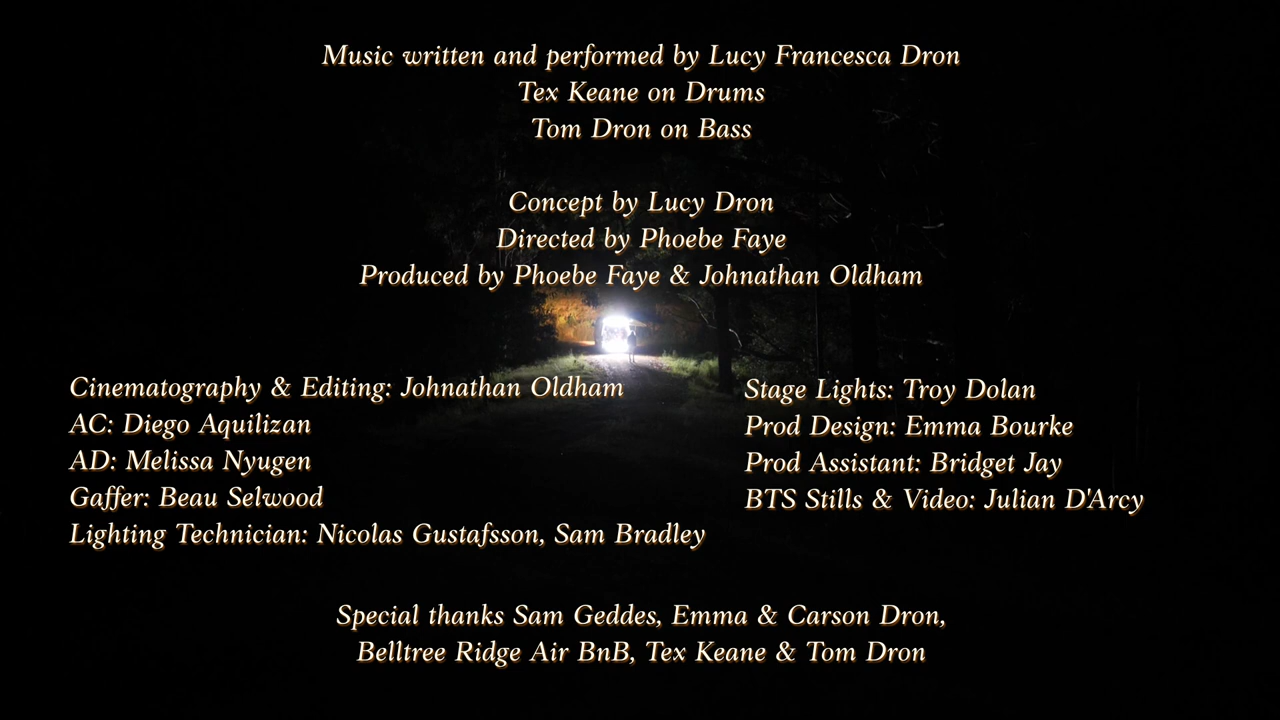 Music written and performed by Lucy Francesca Dron
Tex Keane on Drums
Tom Dron on Bass
Concept by Lucy Dron
Directed by Phoebe Faye
Produced by Phoebe Faye & Johnathan Oldham
Cinematography & Editing: Johnathan Oldham
AC: Diego Aquilizan
AD: Melissa Nyugen
Gaffer: Beau Selwood
Lighting Technician: Nicolas Gustafsson, Sam Bradley
Stage Lights: Troy Dolan
Prod Design: Emma Bourke
Prod Assistant: Bridget Jay
BTS Stills & Video: Julian D'Arcy
Special thanks Sam Geddes, Emma & Carson Dron,
Belltree Ridge Air BnB, Tex Keane & Tom Dron